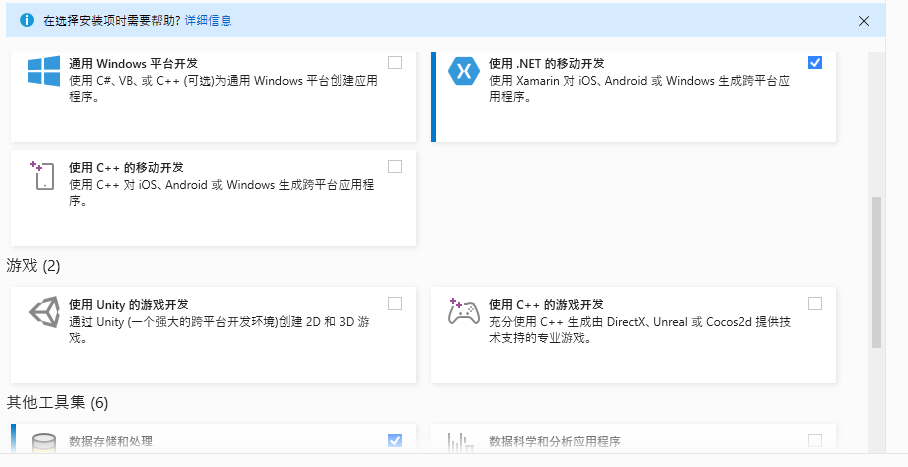 在选择安装项时需要帮助? 详细信息
通用 Windows 平台开发
使用 C#、VB、或 C++ (可选)为通用 Windows 平台创建应用
程序。
使用 .NET 的移动开发
使用 Xamarin 对 iOS、Android 或 Windows 生成跨平台应
用程序。
使用 C++ 的移动开发
使用 C++ 对 iOS、Android 或 Windows 生成跨平台应用程
序。
游戏 (2)
使用 Unity 的游戏开发
通过 Unity (一个强大的跨平台开发环境)创建 2D 和 3D 游
戏。
使用 C++ 的游戏开发
充分使用 C++ 生成由 DirectX、Unreal 或 Cocos2d 提供技
术支持的专业游戏。
其他工具集 (6)
数据存储和处理
数据科学和分析应用程序